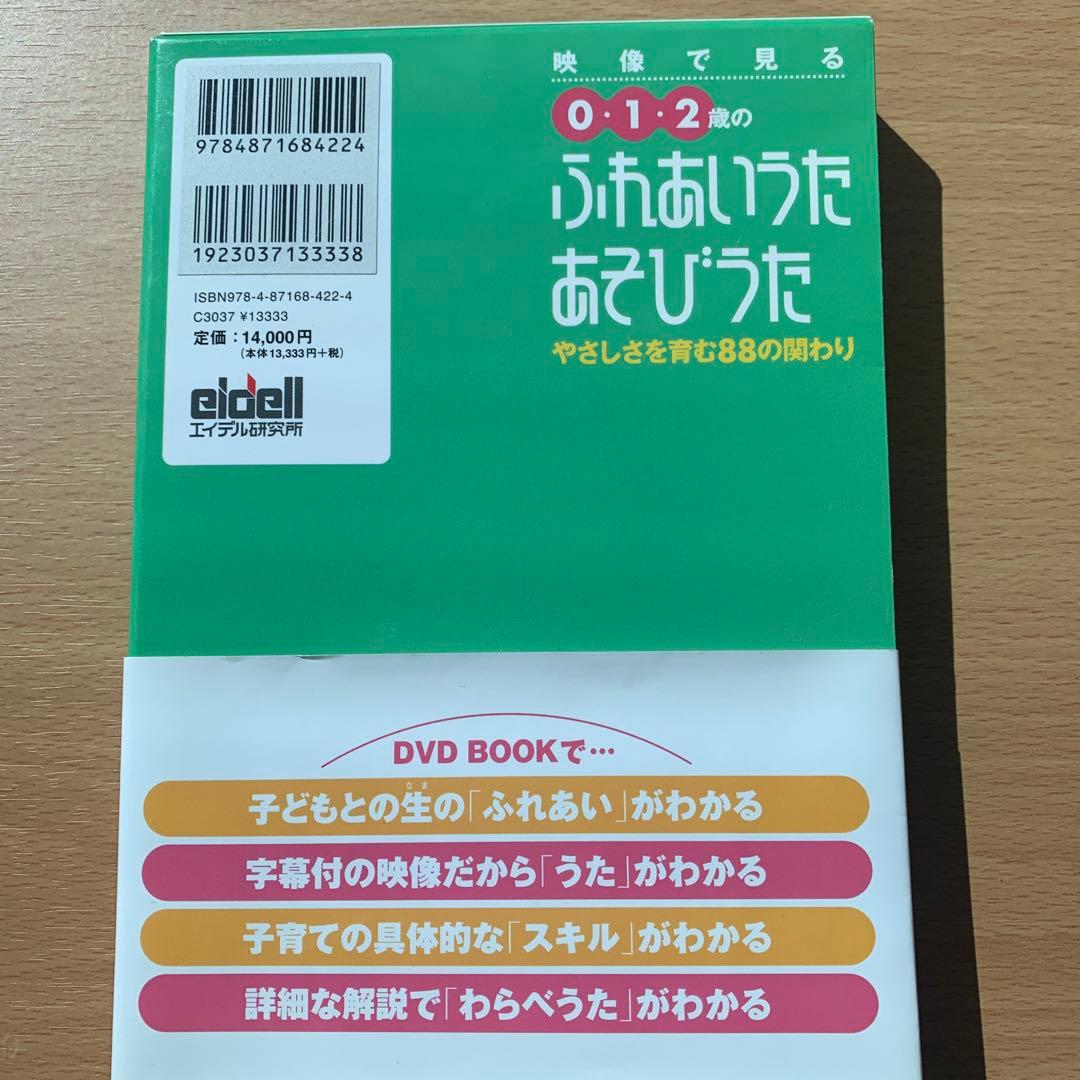 9784871684224
1923037133338
ISBN978-4-87168-422-4
C3037 ¥13333
定価：14,000円
（本体13,333円＋税）
eidell
エイデル研究所
映像で見る
0・1・2歳の
ふれあいうた
あそびうた
やさしさを育む88の関わり
DVD BOOKで…
なま
子どもとの生の「ふれあい」がわかる
字幕付の映像だから「うた」がわかる
子育ての具体的な「スキル」がわかる
詳細な解説で「わらべうた」がわかる